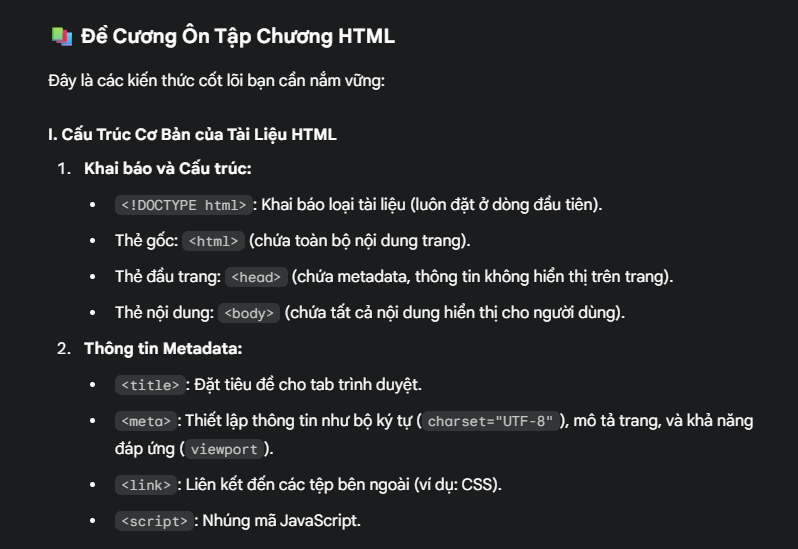 📚 Đề Cương Ôn Tập Chương HTML
Đây là các kiến thức cốt lõi bạn cần nắm vững:
I. Cấu Trúc Cơ Bản của Tài Liệu HTML
1. Khai báo và Cấu trúc:
• <!DOCTYPE html>: Khai báo loại tài liệu (luôn đặt ở dòng đầu tiên).
• Thẻ gốc: <html> (chứa toàn bộ nội dung trang).
• Thẻ đầu trang: <head> (chứa metadata, thông tin không hiển thị trên trang).
• Thẻ nội dung: <body> (chứa tất cả nội dung hiển thị cho người dùng).
2. Thông tin Metadata:
• <title>: Đặt tiêu đề cho tab trình duyệt.
• <meta>: Thiết lập thông tin như bộ ký tự (charset="UTF-8"), mô tả trang, và khả năng
đáp ứng (viewport).
• <link>: Liên kết đến các tệp bên ngoài (ví dụ: CSS).
• <script>: Nhúng mã JavaScript.